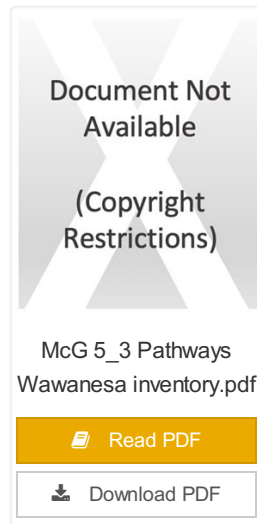 Document Not
Available
(Copyright
Restrictions)
McG 5_3 Pathways
Wawanesa inventory.pdf
Read PDF
Download PDF